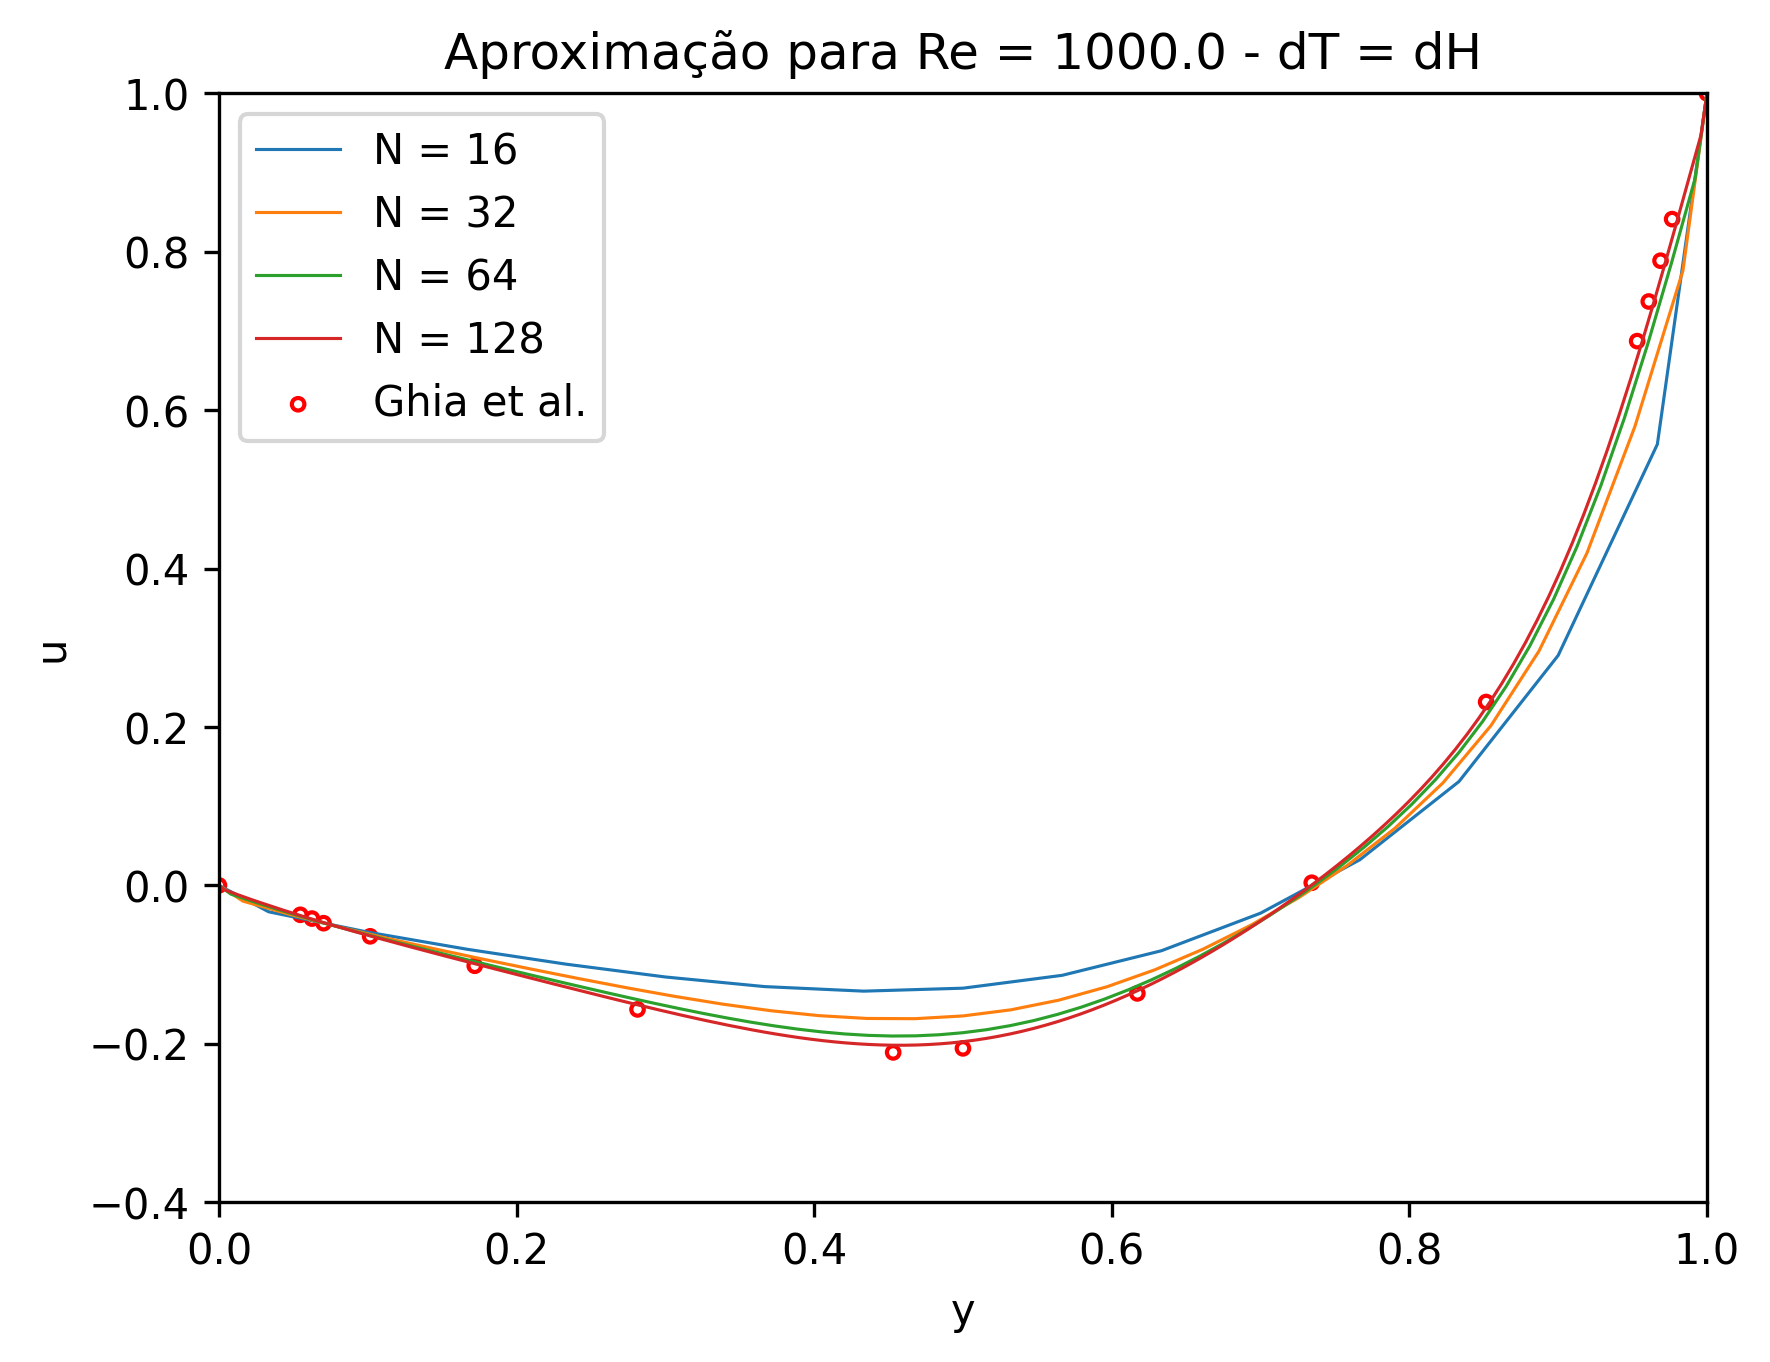 Aproximação para Re = 1000.0 - dT = dH
1.0
0.8
0.6
0.4
0.2
0.0
−0.2
−0.4
u
N = 16
N = 32
N = 64
N = 128
Ghia et al.
0.0 0.2 0.4 0.6 0.8 1.0
y